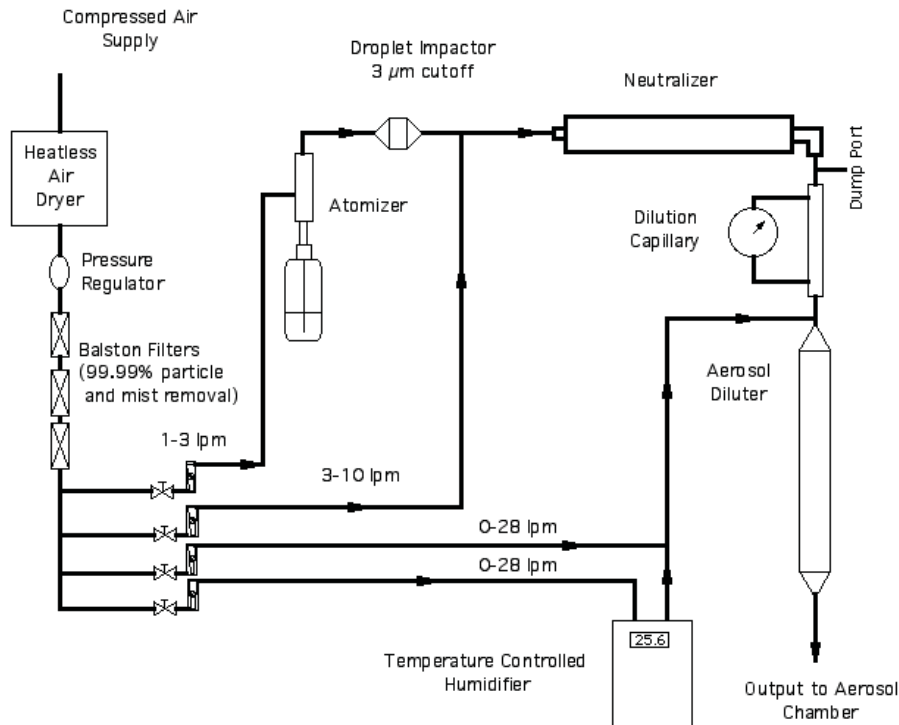 Compressed Air
Supply
Droplet Impactor
3 µm cutoff
Neutralizer
Heatless
Air
Dryer
Dump Port
Atomizer
Dilution
Capillary
Pressure
Regulator
Balston Filters
(99.99% particle
and mist removal)
Aerosol
Diluter
1-3 lpm
3-10 lpm
0-28 lpm
0-28 lpm
25.6
Temperature Controlled
Humidifier
Output to Aerosol
Chamber